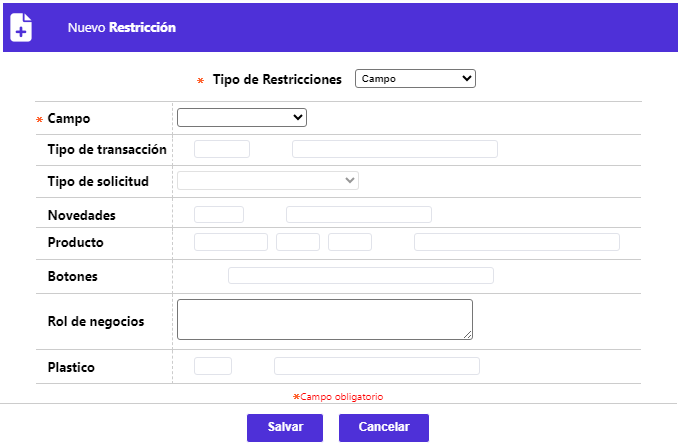 Nuevo Restricción
* Tipo de Restricciones Campo
* Campo
Tipo de transacción
Tipo de solicitud
Novedades
Producto
Botones
Rol de negocios
Plastico
*Campo obligatorio
Salvar Cancelar